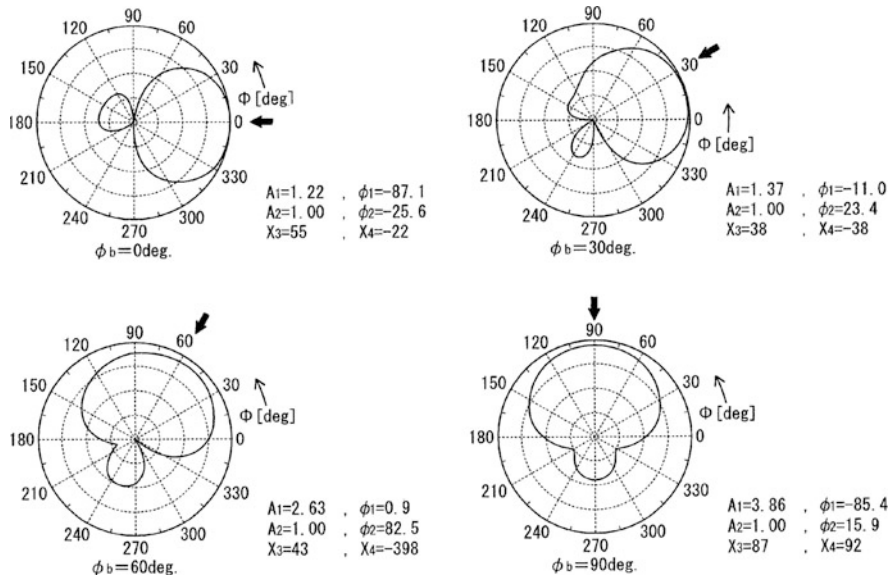 90
120
60
150
30
Φ [deg]
180
0
210
330
240
300
270
φb=0deg.
A1=1.22 , φ1=-87.1
A2=1.00 , φ2=-25.6
X3=55 , X4=-22
90
120
60
150
30
180
0
Φ [deg]
210
330
240
300
270
φb=30deg.
A1=1.37 , φ1=-11.0
A2=1.00 , φ2=23.4
X3=38 , X4=-38
90
120
60
150
30
Φ [deg]
180
0
210
330
240
300
270
φb=60deg.
A1=2.63 , φ1=0.9
A2=1.00 , φ2=82.5
X3=43 , X4=-398
90
120
60
150
30
Φ [deg]
180
0
210
330
240
300
270
φb=90deg.
A1=3.86 , φ1=-85.4
A2=1.00 , φ2=15.9
X3=87 , X4=92